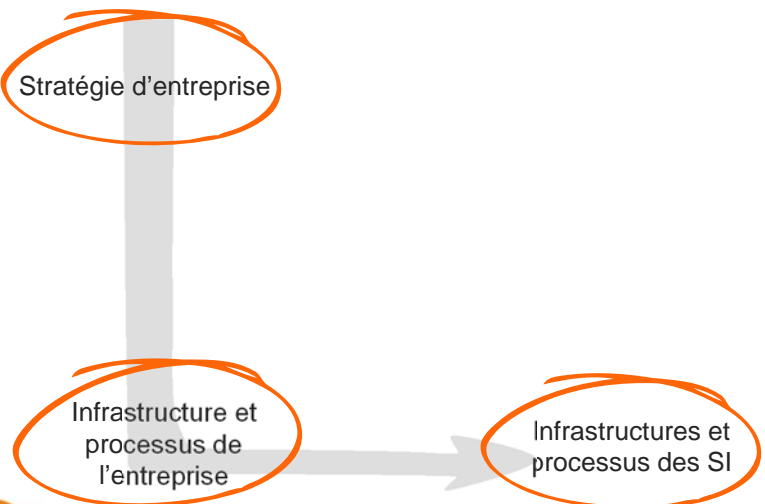 Stratégie d’entreprise
Infrastructure et
processus de
l’entreprise
Infrastructures et
processus des SI